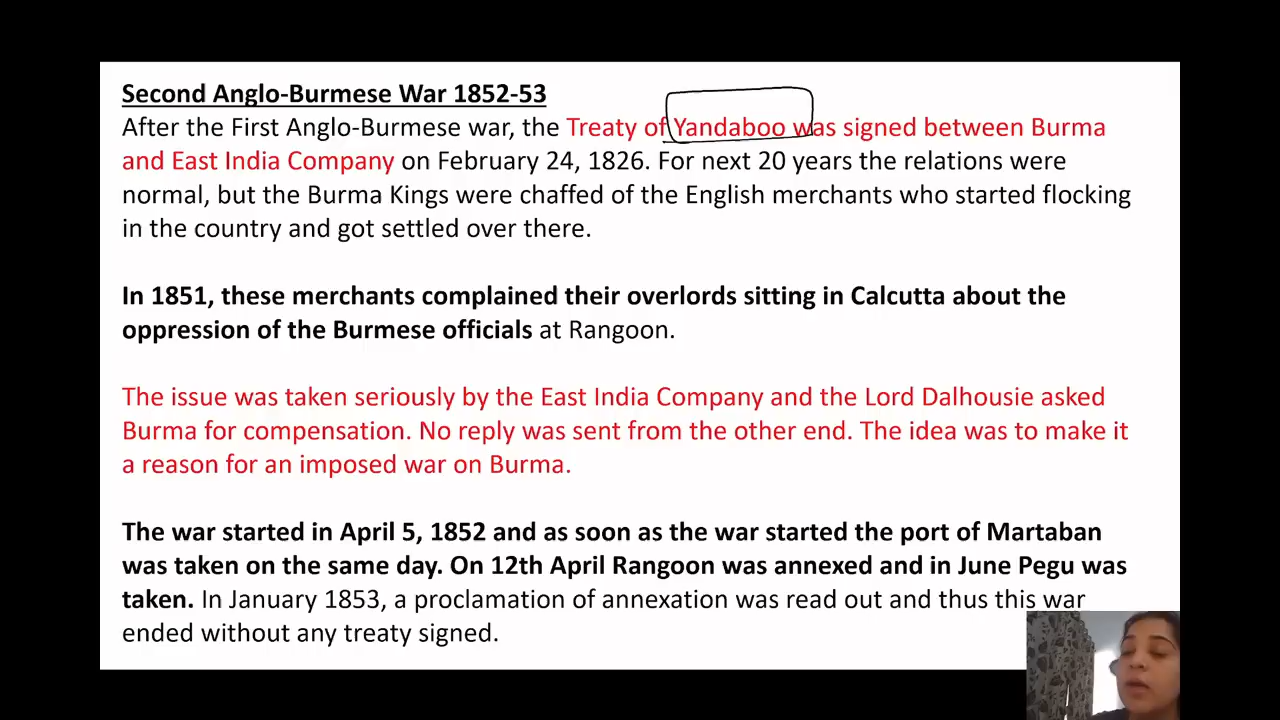 Second Anglo-Burmese War 1852-53
After the First Anglo-Burmese war, the Treaty of Yandaboo was signed between Burma
and East India Company on February 24, 1826. For next 20 years the relations were
normal, but the Burma Kings were chaffed of the English merchants who started flocking
in the country and got settled over there.
In 1851, these merchants complained their overlords sitting in Calcutta about the
oppression of the Burmese officials at Rangoon.
The issue was taken seriously by the East India Company and the Lord Dalhousie asked
Burma for compensation. No reply was sent from the other end. The idea was to make it
a reason for an imposed war on Burma.
The war started in April 5, 1852 and as soon as the war started the port of Martaban
was taken on the same day. On 12th April Rangoon was annexed and in June Pegu was
taken. In January 1853, a proclamation of annexation was read out and thus this war
ended without any treaty signed.